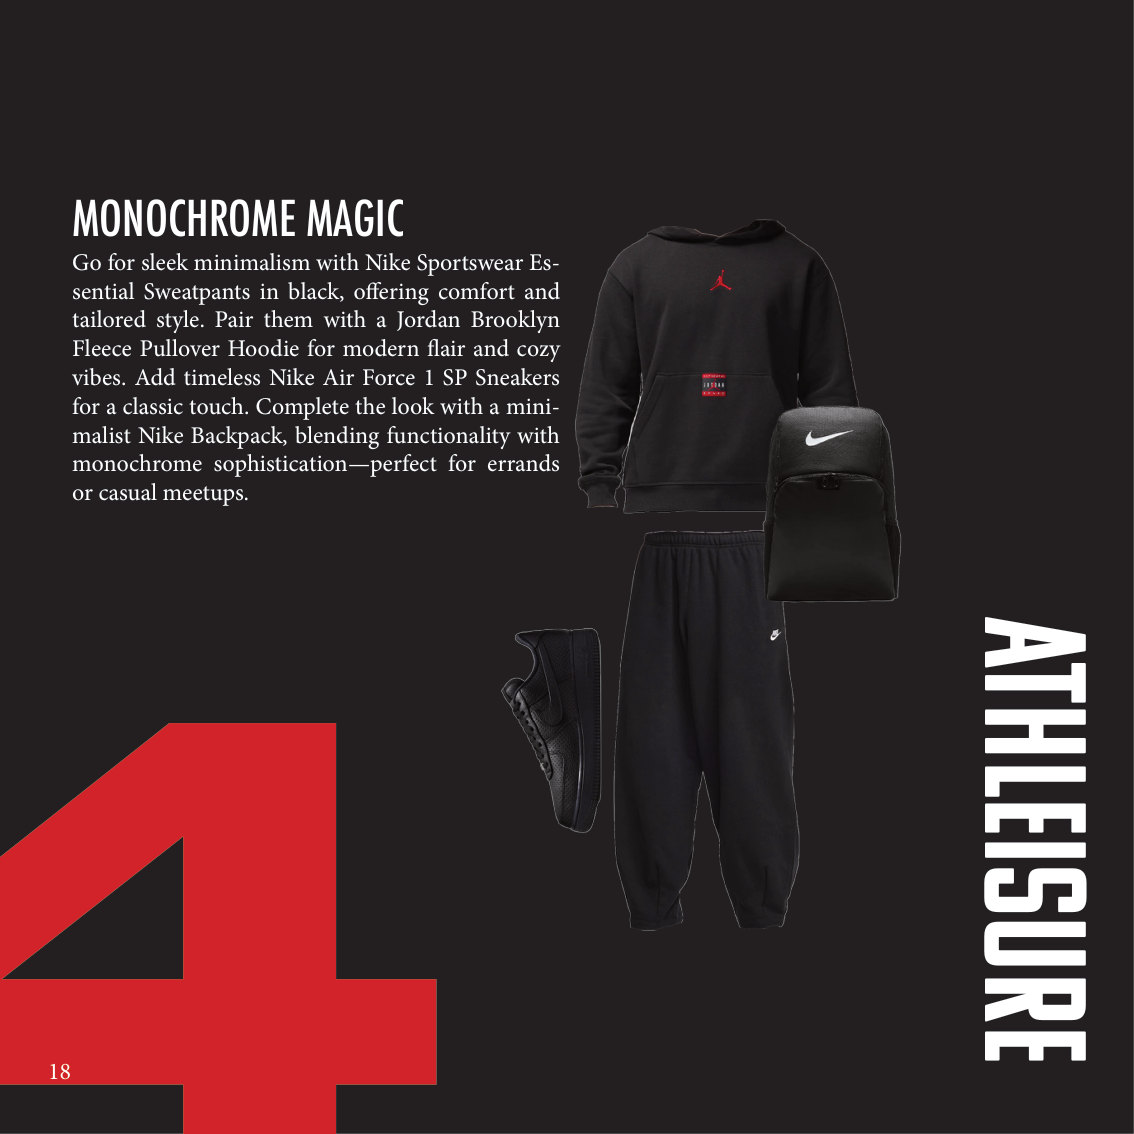 MONOCHROME MAGIC
Go for sleek minimalism with Nike Sportswear Es-
sential Sweatpants in black, offering comfort and
tailored style. Pair them with a Jordan Brooklyn
Fleece Pullover Hoodie for modern flair and cozy
vibes. Add timeless Nike Air Force 1 SP Sneakers
for a classic touch. Complete the look with a mini-
malist Nike Backpack, blending functionality with
monochrome sophistication—perfect for errands
or casual meetups.
JORDAN
ATHLEISURE
4
18